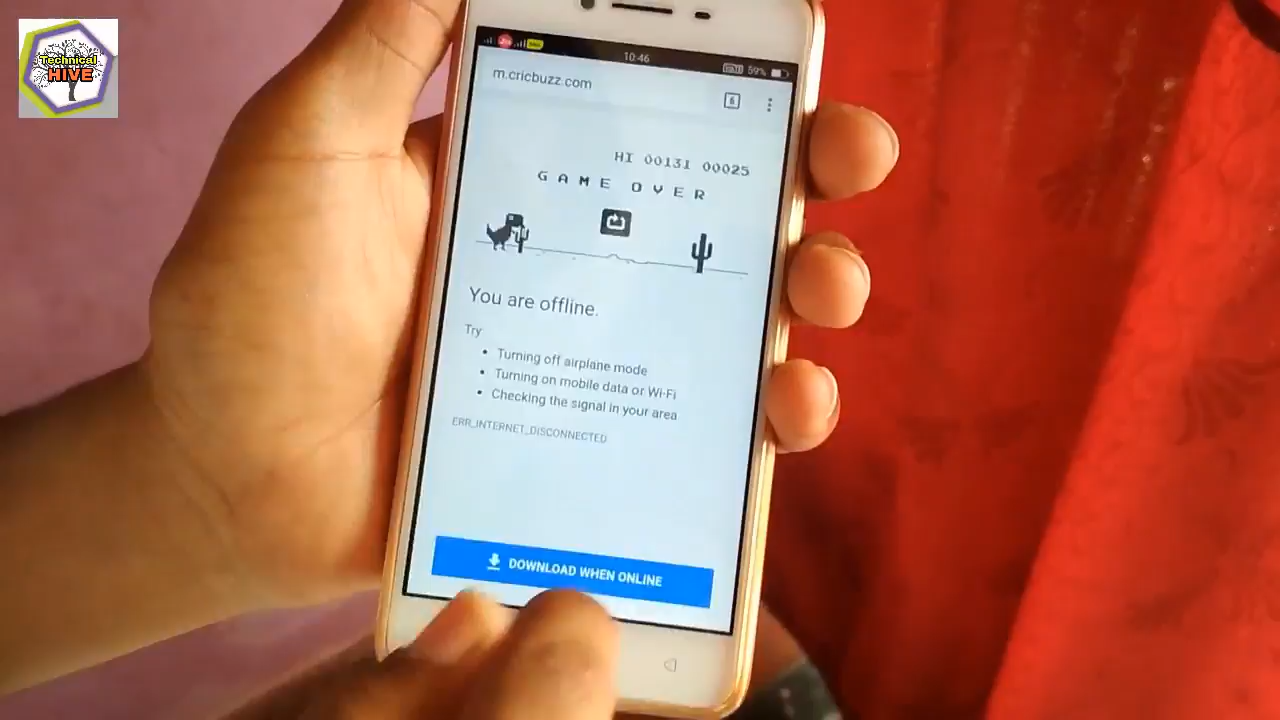 Technical
HIVE
10:46
59%
m.cricbuzz.com
6
HI 00131 00025
GAME OVER
You are offline.
Try:
• Turning off airplane mode
• Turning on mobile data or Wi-Fi
• Checking the signal in your area
ERR_INTERNET_DISCONNECTED
DOWNLOAD WHEN ONLINE